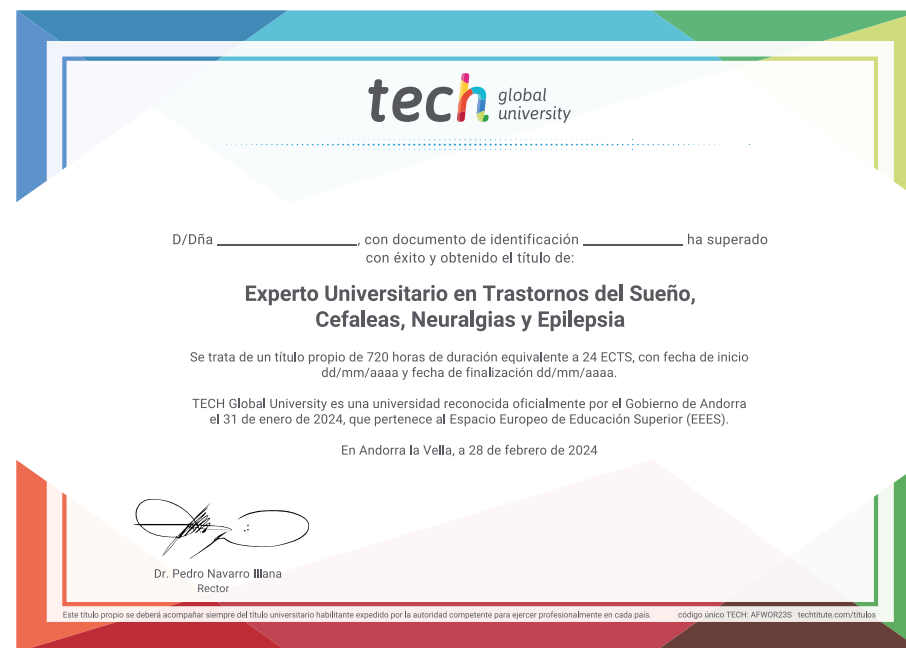 tech global university
D/Dña ______________, con documento de identificación __________ ha superado
con éxito y obtenido el título de:
Experto Universitario en Trastornos del Sueño,
Cefaleas, Neuralgias y Epilepsia
Se trata de un título propio de 720 horas de duración equivalente a 24 ECTS, con fecha de inicio
dd/mm/aaaa y fecha de finalización dd/mm/aaaa.
TECH Global University es una universidad reconocida oficialmente por el Gobierno de Andorra
el 31 de enero de 2024, que pertenece al Espacio Europeo de Educación Superior (EEES).
En Andorra la Vella, a 28 de febrero de 2024
Dr. Pedro Navarro Illana
Rector
Este título propio se deberá acompañar siempre del título universitario habilitante expedido por la autoridad competente para ejercer profesionalmente en cada país. código único TECH: AFWOR23S techtitute.com/titulos